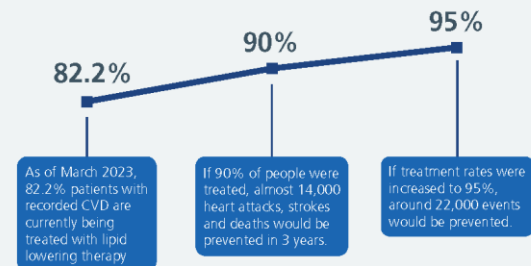 82.2%
90%
95%
As of March 2023,
82.2% patients with
recorded CVD are
currently being
treated with lipid
lowering therapy
If 90% of people were
treated, almost 14,000
heart attacks, strokes
and deaths would be
prevented in 3 years.
If treatment rates were
increased to 95%,
around 22,000 events
would be prevented.